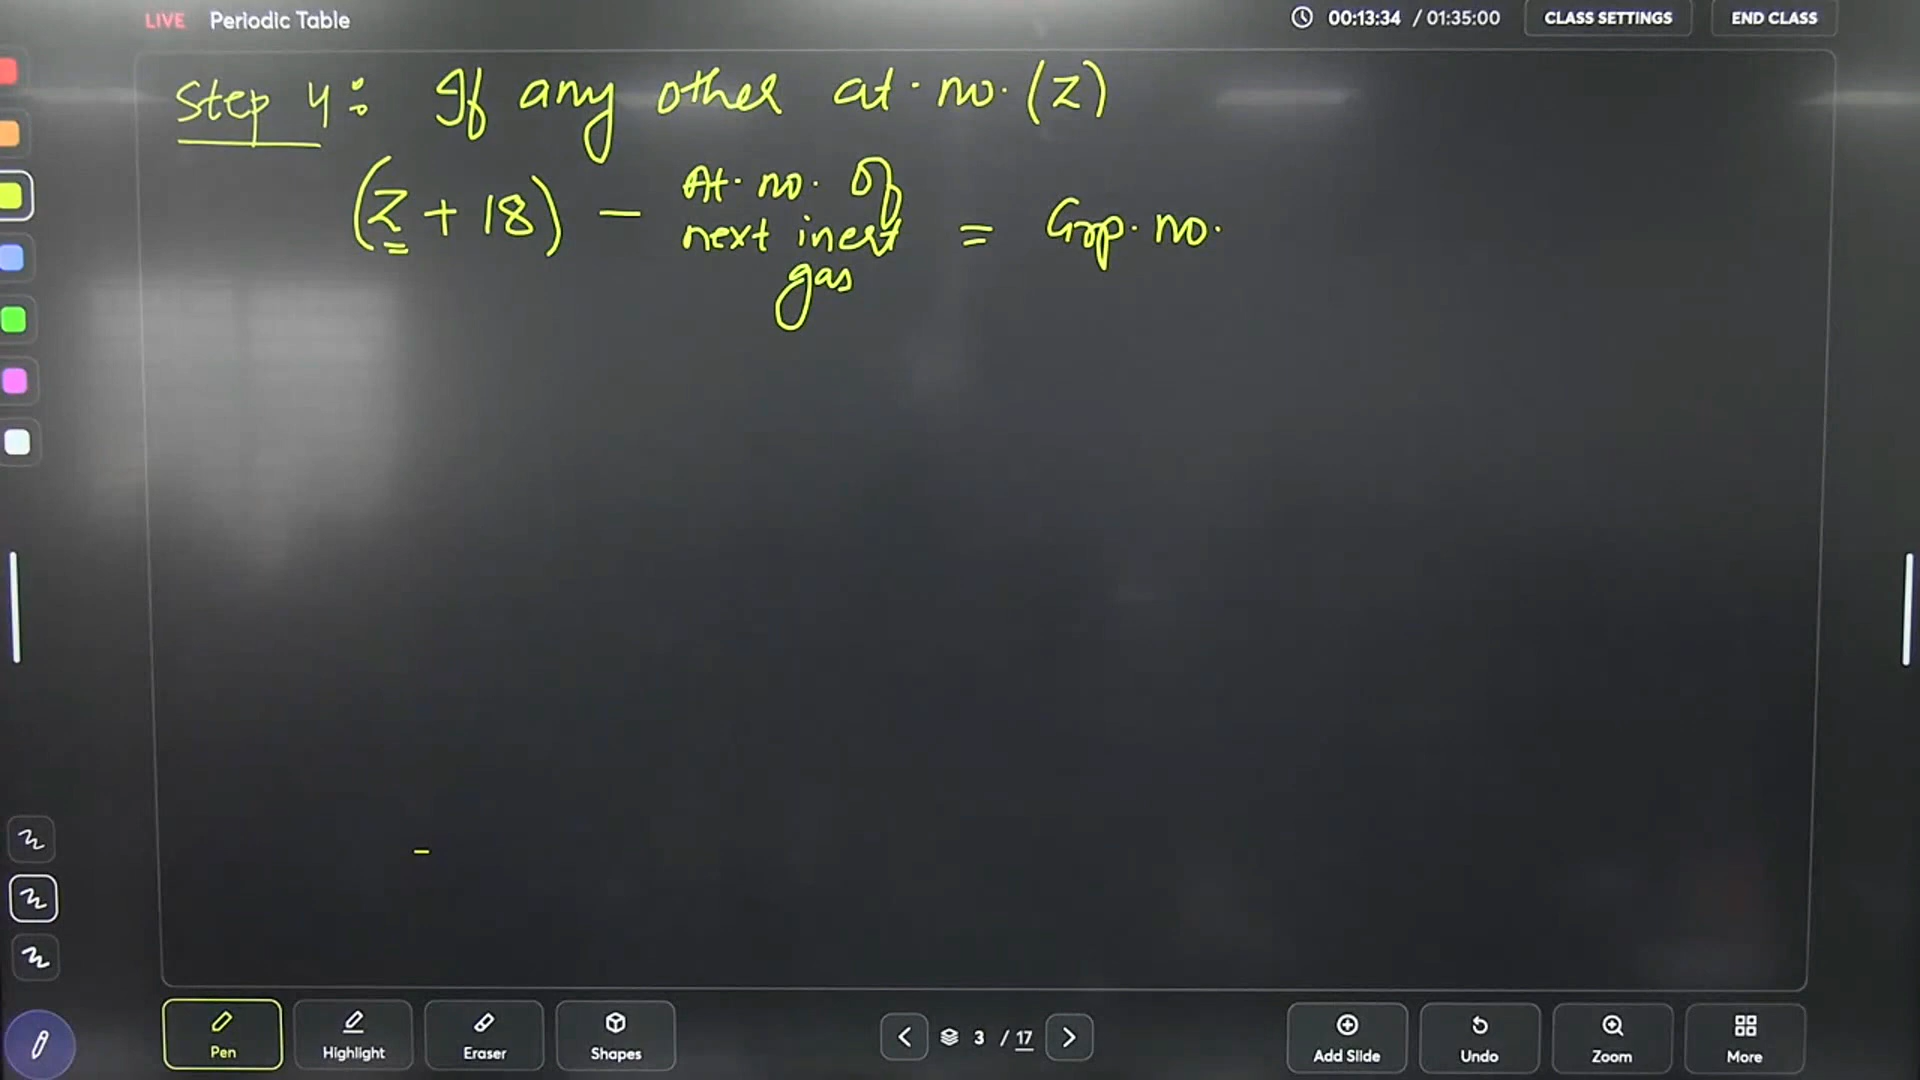 LIVE Periodic Table
00:13:34 / 01:35:00 CLASS SETTINGS END CLASS
Step 4: If any other at. no. (Z)
(Z + 18) - At. no. of next inert gas = Grp. no.
Pen Highlight Eraser Shapes
3 / 17
Add Slide Undo Zoom More